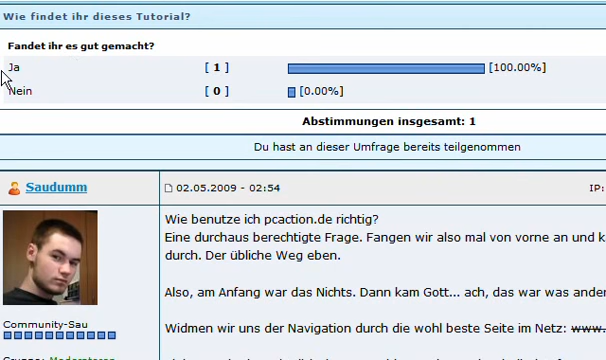 Wie findet ihr dieses Tutorial?
Fandet ihr es gut gemacht?
Ja [ 1 ] [100.00%]
Nein [ 0 ] [0.00%]
Abstimmungen insgesamt: 1
Du hast an dieser Umfrage bereits teilgenommen
Saudumm 02.05.2009 - 02:54 IP:
Wie benutze ich pcaction.de richtig?
Eine durchaus berechtigte Frage. Fangen wir also mal von vorne an und k
durch. Der übliche Weg eben.
Also, am Anfang war das Nichts. Dann kam Gott... ach, das war was ander
Community-Sau
Widmen wir uns der Navigation durch die wohl beste Seite im Netz: www.